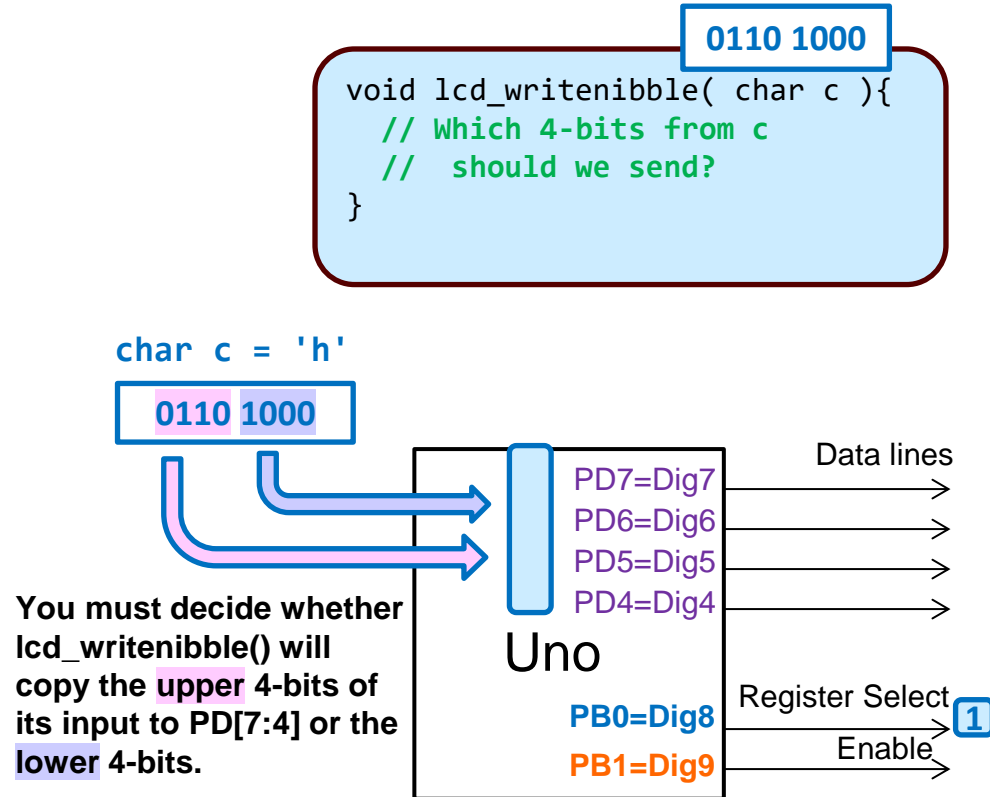 0110 1000
void lcd_writenibble( char c ){
// Which 4-bits from c
//  should we send?
}
char c = 'h'
0110 1000
You must decide whether
lcd_writenibble() will
copy the upper 4-bits of
its input to PD[7:4] or the
lower 4-bits.
PD7=Dig7
PD6=Dig6
PD5=Dig5
PD4=Dig4
Uno
PB0=Dig8
PB1=Dig9
Data lines
Register Select
1
Enable